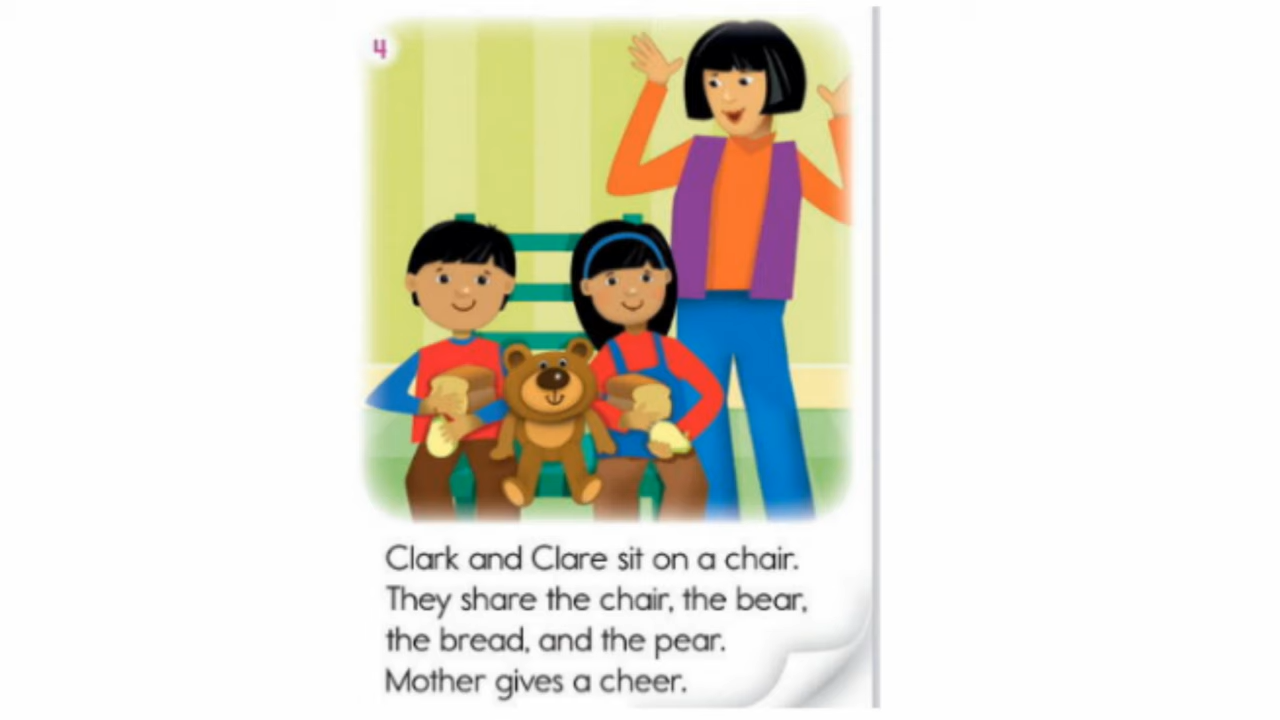 4
Clark and Clare sit on a chair.
They share the chair, the bear,
the bread, and the pear.
Mother gives a cheer.